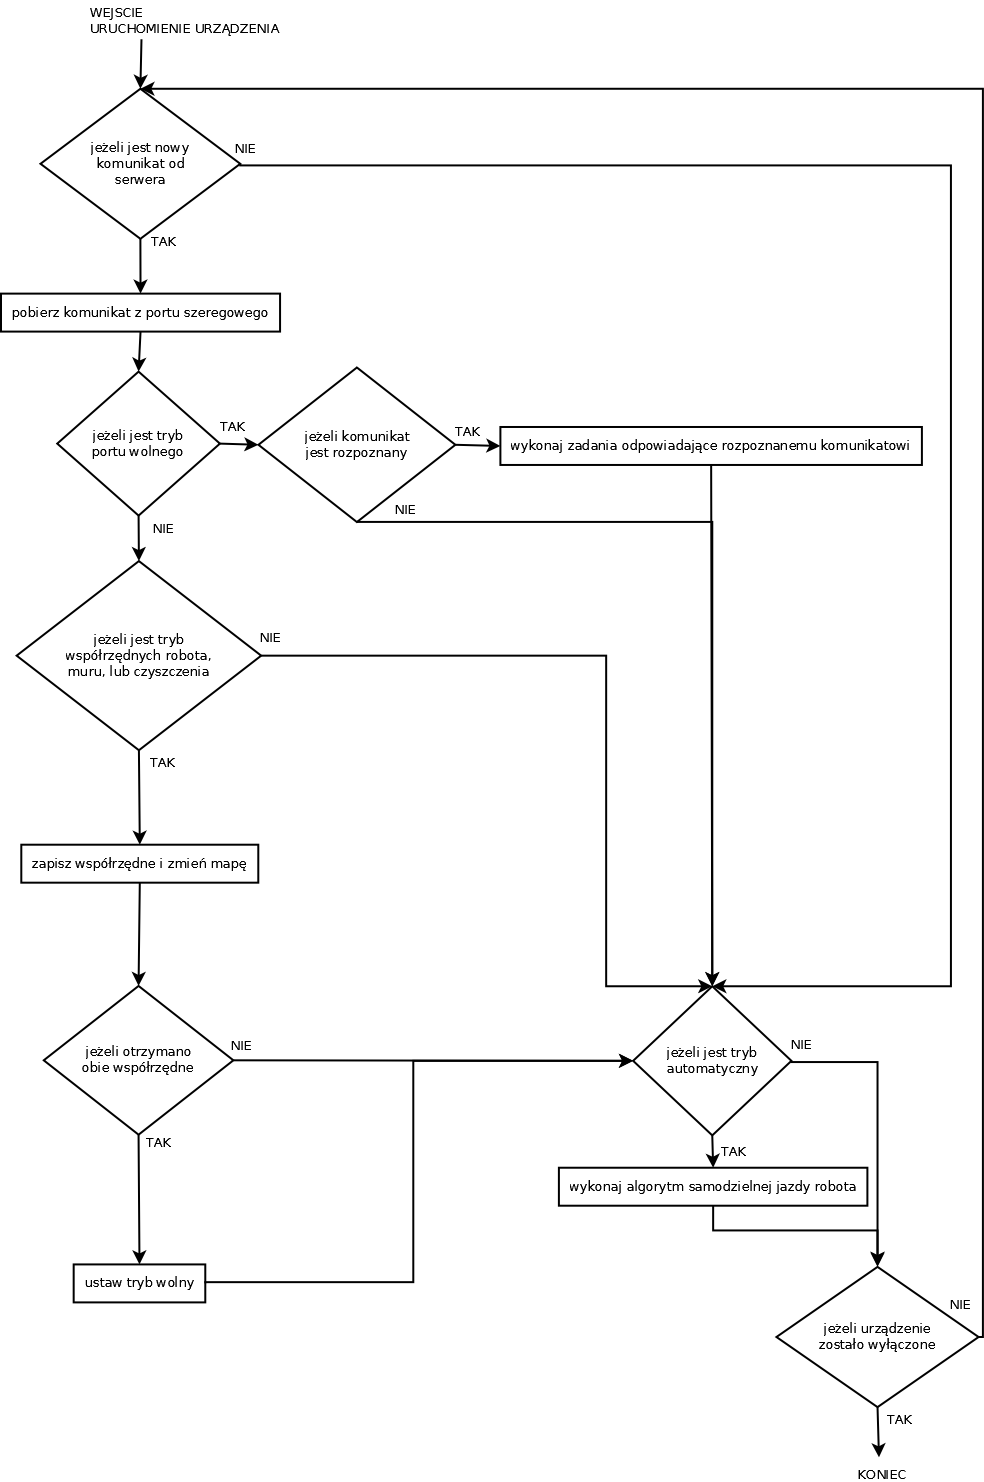 WEJSCIE
URUCHOMIENIE URZĄDZENIA
jeżeli jest nowy
komunikat od
serwera
NIE
TAK
pobierz komunikat z portu szeregowego
jeżeli jest tryb
portu wolnego
TAK
jeżeli komunikat
jest rozpoznany
TAK
wykonaj zadania odpowiadające rozpoznanemu komunikatowi
NIE
NIE
jeżeli jest tryb
współrzędnych robota,
muru, lub czyszczenia
NIE
TAK
zapisz współrzędne i zmień mapę
jeżeli otrzymano
obie współrzędne
NIE
jeżeli jest tryb
automatyczny
NIE
TAK
TAK
wykonaj algorytm samodzielnej jazdy robota
ustaw tryb wolny
jeżeli urządzenie
zostało wyłączone
NIE
TAK
KONIEC